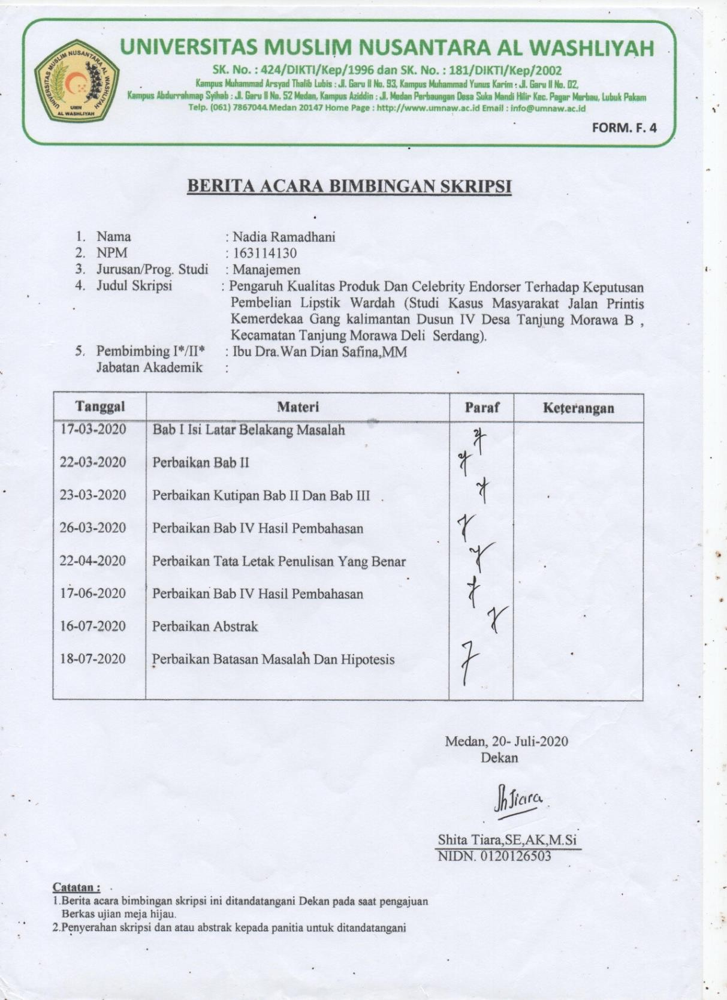 UNIVERSITAS MUSLIM NUSANTARA AL WASHLIYAH
UMN
AL WASHLIYAH
SK. No. : 424/DIKTI/Kep/1996 dan SK. No. : 181/DIKTI/Kep/2002
Kampus Muhammad Arsyad Thalib Lubis : Jl. Garu II No. 93, Kampus Muhammad Yunus Karim : Jl. Garu II No. 02,
Kampus Abdurrahmap Syihab : Jl. Garu II No. 52 Medan, Kampus Aziddin : Jl. Medan Perbaungan Desa Suka Mandi Hilir Kec. Pagar Merbau, Lubuk Pakam
Telp. (061) 7867044 Medan 20147 Home Page : http://www.umnaw.ac.id Email : info@umnaw.ac.id
FORM. F. 4
UNIVERSITAS MUSLIM NUSANTARA AL WASHLIYAH
BERITA ACARA BIMBINGAN SKRIPSI
1. Nama : Nadia Ramadhani
2. NPM : 163114130
3. Jurusan/Prog. Studi : Manajemen
4. Judul Skripsi : Pengaruh Kualitas Produk Dan Celebrity Endorser Terhadap Keputusan
Pembelian Lipstik Wardah (Studi Kasus Masyarakat Jalan Printis
Kemerdekaa Gang kalimantan Dusun IV Desa Tanjung Morawa B ,
Kecamatan Tanjung Morawa Deli Serdang).
5. Pembimbing I*/II* : Ibu Dra.Wan Dian Safina,MM
Jabatan Akademik :
Tanggal Materi Paraf Keterangan
17-03-2020 Bab I Isi Latar Belakang Masalah
22-03-2020 Perbaikan Bab II
23-03-2020 Perbaikan Kutipan Bab II Dan Bab III
26-03-2020 Perbaikan Bab IV Hasil Pembahasan
22-04-2020 Perbaikan Tata Letak Penulisan Yang Benar
17-06-2020 Perbaikan Bab IV Hasil Pembahasan
16-07-2020 Perbaikan Abstrak
18-07-2020 Perbaikan Batasan Masalah Dan Hipotesis
Medan, 20- Juli-2020
Dekan
ShTiara
Shita Tiara,SE,AK,M.Si
NIDN. 0120126503
Catatan :
1.Berita acara bimbingan skripsi ini ditandatangani Dekan pada saat pengajuan
Berkas ujian meja hijau.
2.Penyerahan skripsi dan atau abstrak kepada panitia untuk ditandatangani